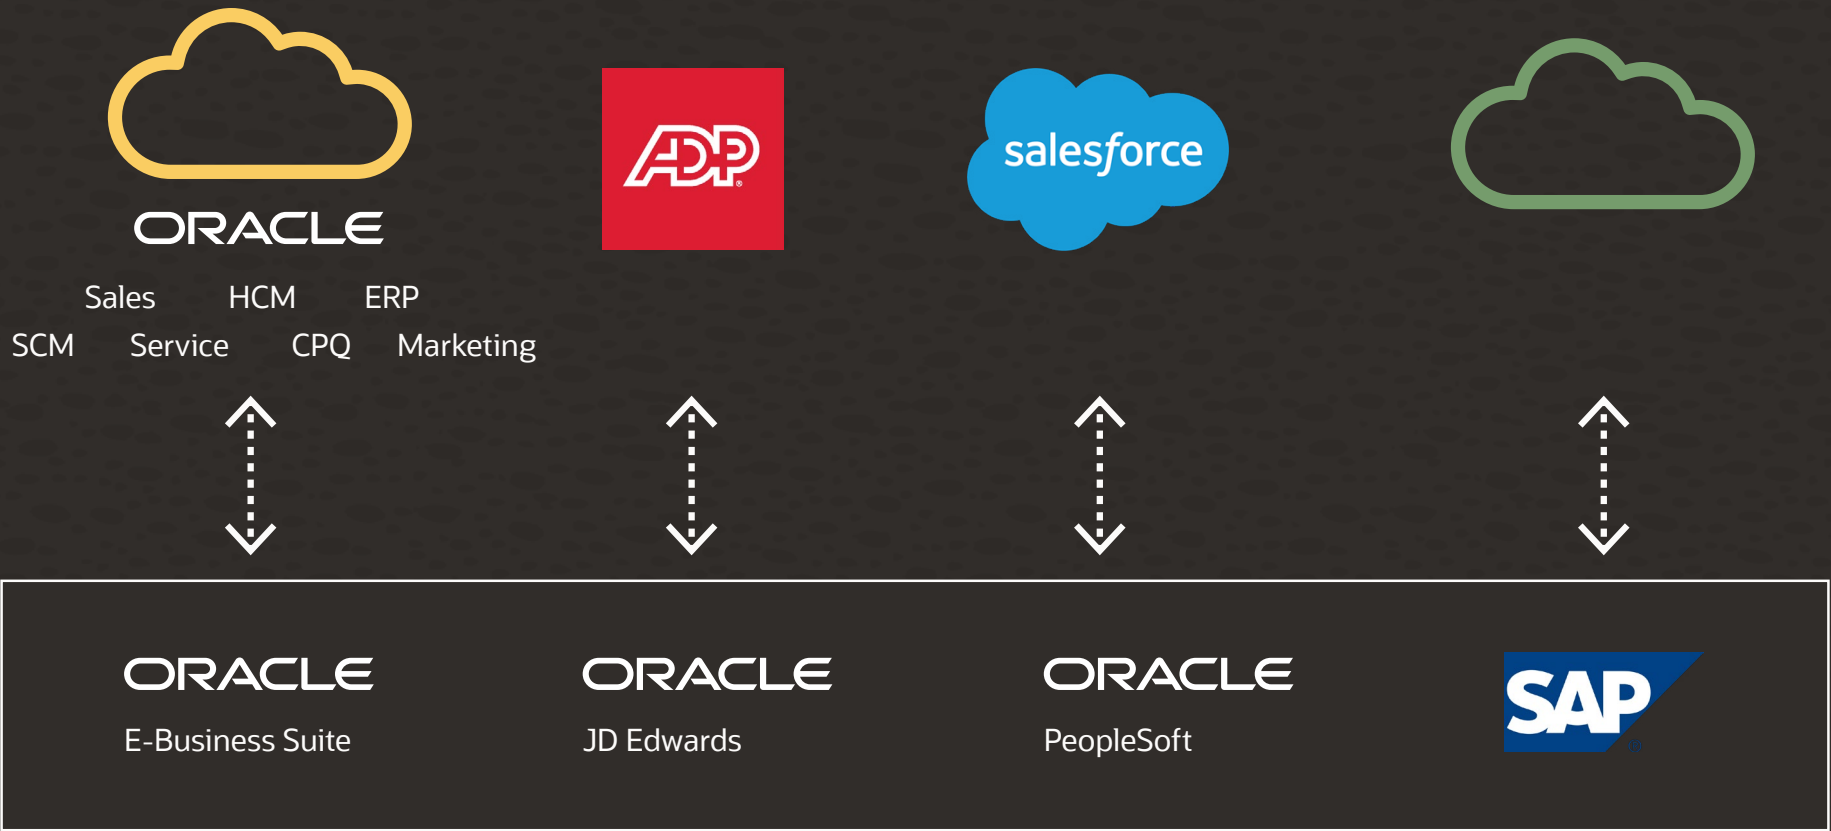 ORACLE
ADP
salesforce
Sales HCM ERP
SCM Service CPQ Marketing
ORACLE ORACLE ORACLE SAP
E-Business Suite JD Edwards PeopleSoft